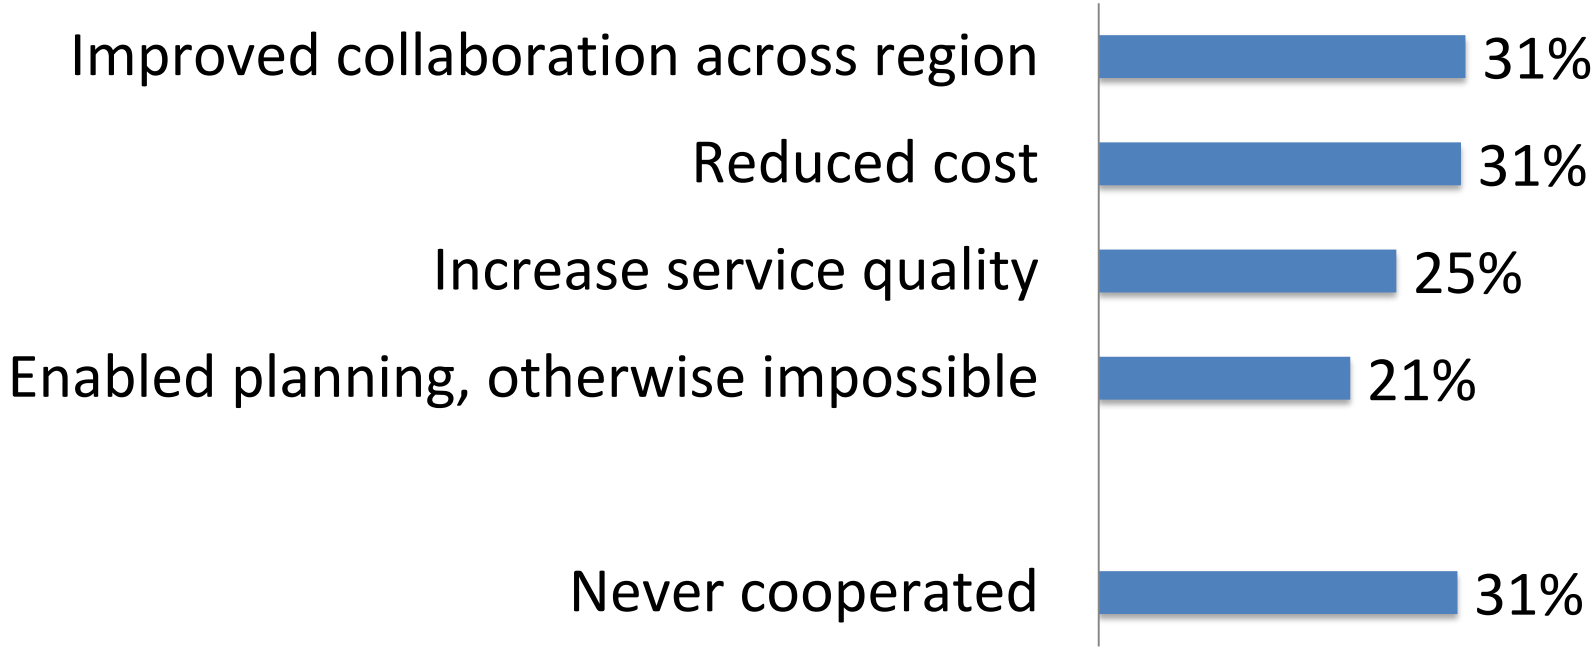 Improved collaboration across region 31%
Reduced cost 31%
Increase service quality 25%
Enabled planning, otherwise impossible 21%
Never cooperated 31%